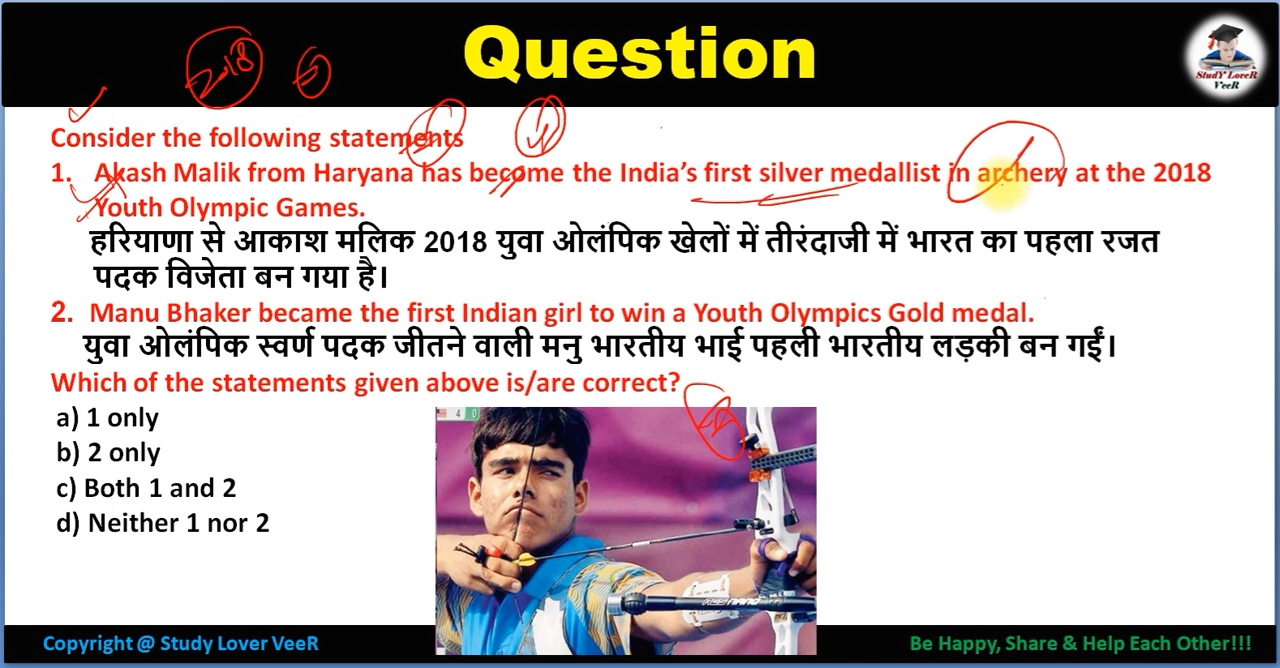 Question
StudY LoveR
VeeR
2018
Consider the following statements
1. Akash Malik from Haryana has become the India's first silver medallist in archery at the 2018
Youth Olympic Games.
हरियाणा से आकाश मलिक 2018 युवा ओलंपिक खेलों में तीरंदाजी में भारत का पहला रजत
पदक विजेता बन गया है।
2. Manu Bhaker became the first Indian girl to win a Youth Olympics Gold medal.
युवा ओलंपिक स्वर्ण पदक जीतने वाली मनु भारतीय भाई पहली भारतीय लड़की बन गईं।
Which of the statements given above is/are correct?
a) 1 only
b) 2 only
c) Both 1 and 2
d) Neither 1 nor 2
4 0
Copyright @ Study Lover VeeR
Be Happy, Share & Help Each Other!!!